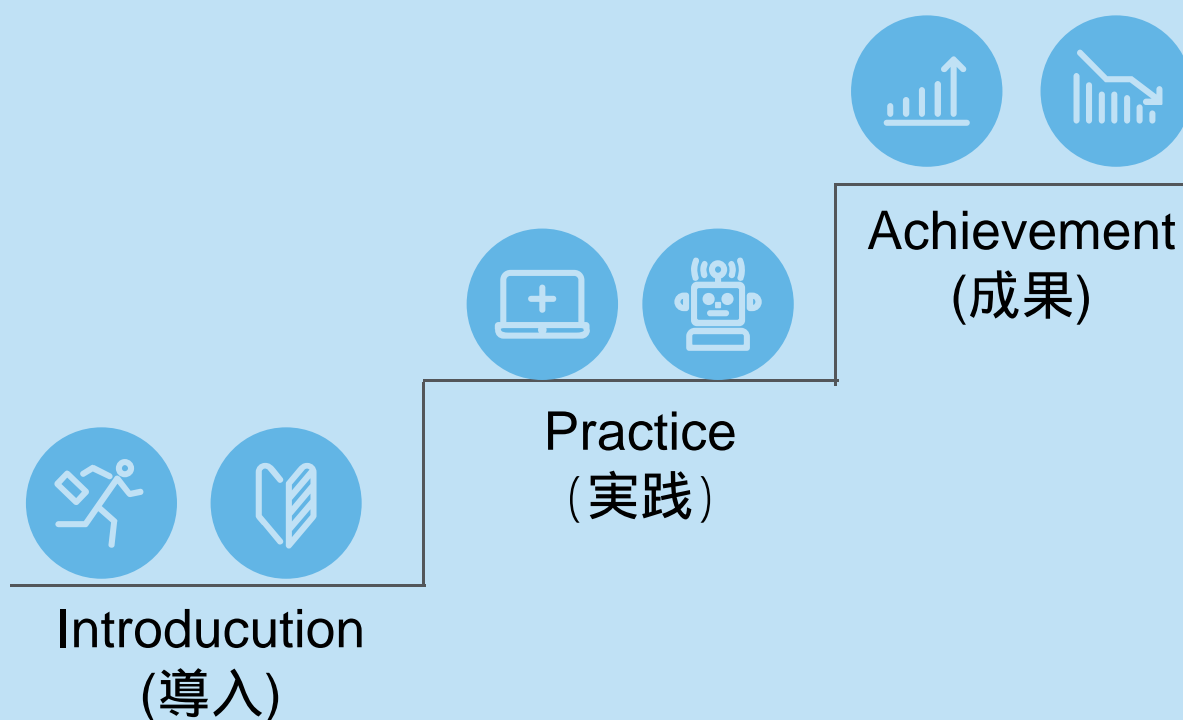 Achievement
(成果)
Practice
（実践）
Introducution
(導入)